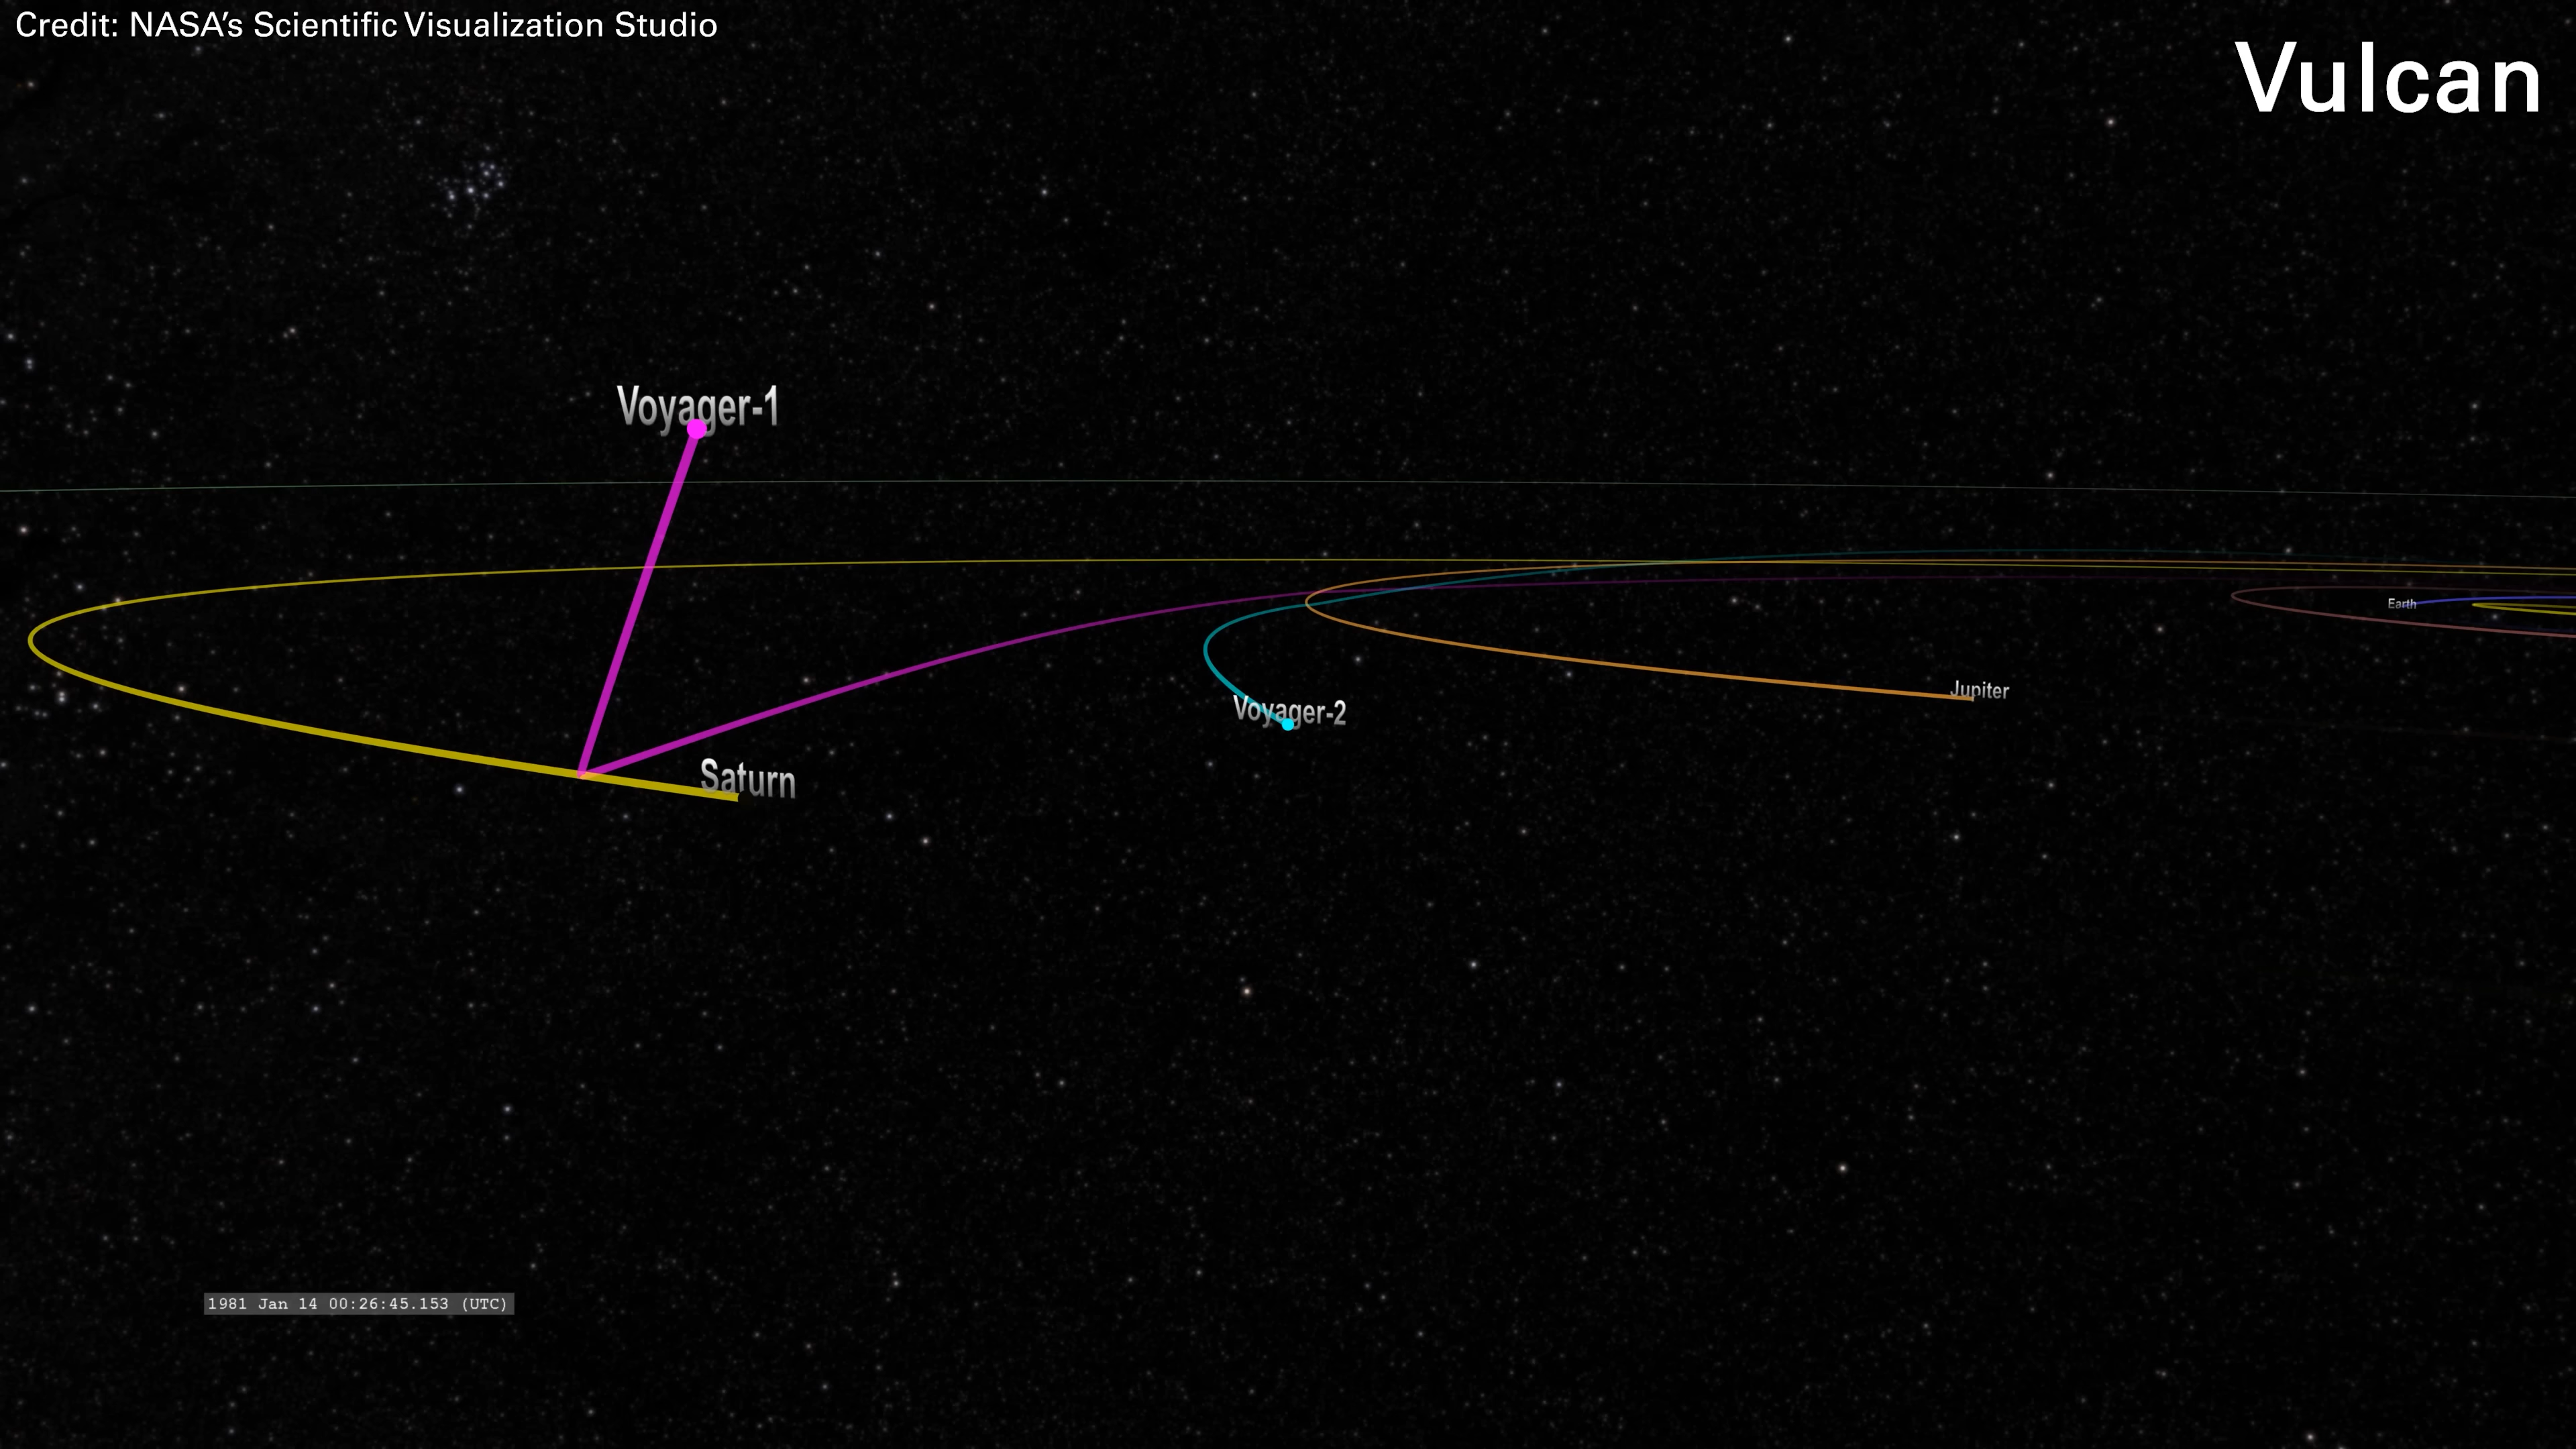 Credit: NASA's Scientific Visualization Studio
Vulcan
Voyager-1
Earth
Jupiter
Voyager-2
Saturn
1981 Jan 14 00:26:45.153 (UTC)